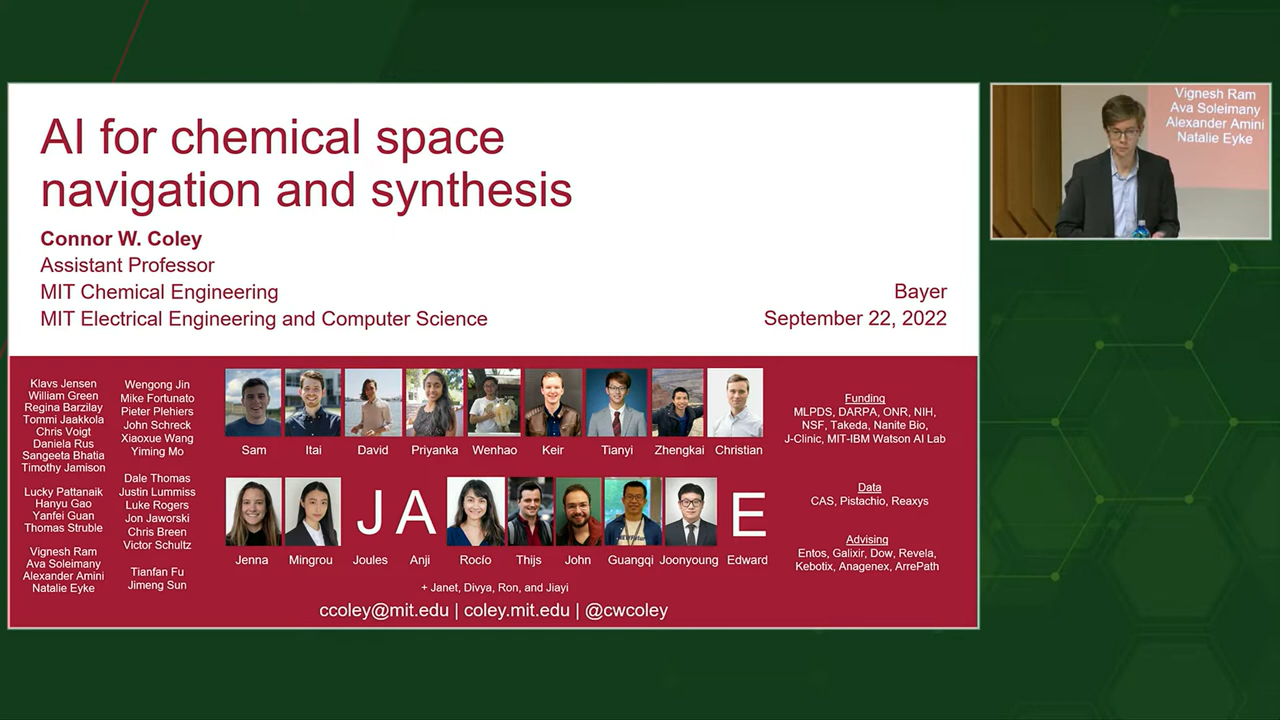 AI for chemical space
navigation and synthesis
Connor W. Coley
Assistant Professor
MIT Chemical Engineering
MIT Electrical Engineering and Computer Science
Bayer
September 22, 2022
Klavs Jensen
William Green
Regina Barzilay
Tommi Jaakkola
Chris Voigt
Daniela Rus
Sangeeta Bhatia
Timothy Jamison
Lucky Pattanaik
Hanyu Gao
Yanfei Guan
Thomas Struble
Vignesh Ram
Ava Soleimany
Alexander Amini
Natalie Eyke
Wengong Jin
Mike Fortunato
Pieter Plehiers
John Schreck
Xiaoxue Wang
Yiming Mo
Dale Thomas
Justin Lummiss
Luke Rogers
Jon Jaworski
Chris Breen
Victor Schultz
Tianfan Fu
Jimeng Sun
Sam Itai David Priyanka Wenhao Keir Tianyi Zhengkai Christian
J A E
Jenna Mingrou Joules Anji Rocío Thijs John Guangqi Joonyoung Edward
+ Janet, Divya, Ron, and Jiayi
ccoley@mit.edu | coley.mit.edu | @cwcoley
Funding
MLPDS, DARPA, ONR, NIH,
NSF, Takeda, Nanite Bio,
J-Clinic, MIT-IBM Watson AI Lab
Data
CAS, Pistachio, Reaxys
Advising
Entos, Galixir, Dow, Revela,
Kebotix, Anagenex, ArrePath
Vignesh Ram
Ava Soleimany
Alexander Amini
Natalie Eyke